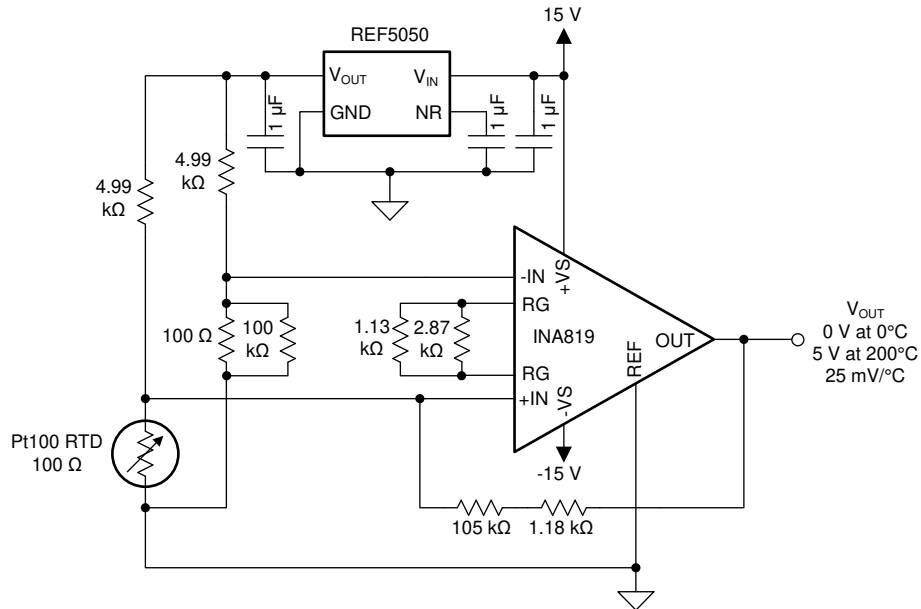 15 V
REF5050
VOUT
VIN
GND
NR
1 µF
1 µF
1 µF
4.99
kΩ
4.99
kΩ
-IN
+VS
RG
100 Ω
100
kΩ
1.13
kΩ
2.87
kΩ
INA819
OUT
VOUT
0 V at 0°C
5 V at 200°C
25 mV/°C
RG
REF
+IN
-VS
Pt100 RTD
100 Ω
-15 V
105 kΩ
1.18 kΩ